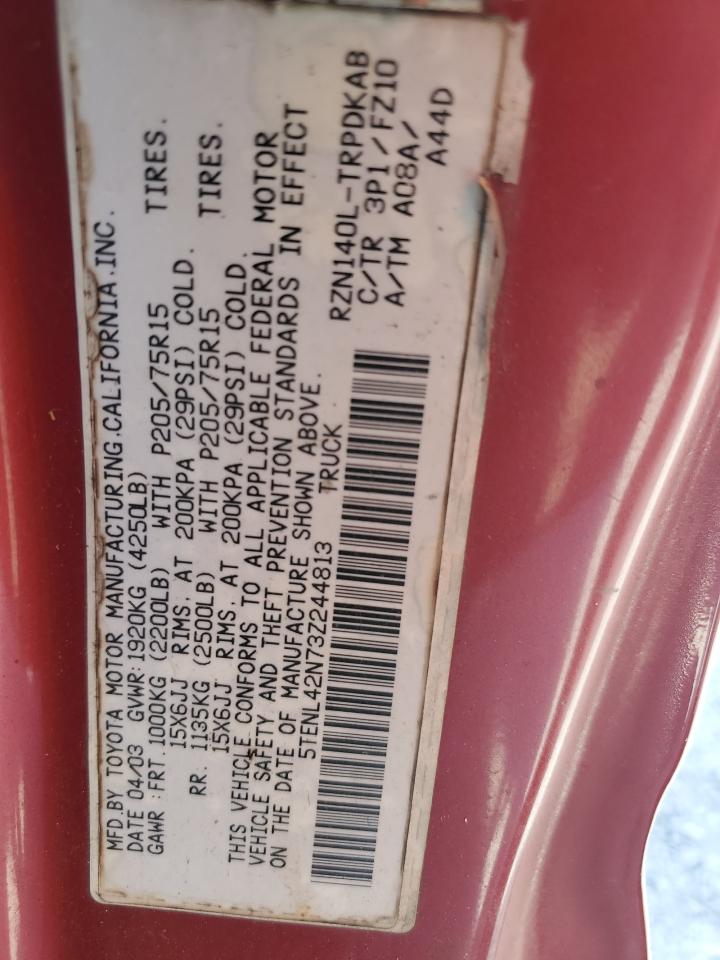 MFD.BY TOYOTA MOTOR MANUFACTURING.CALIFORNIA.INC.
DATE 04/03 GVWR:1920KG (4250LB)
GAWR :FRT.1000KG (2200LB) WITH P205/75R15 TIRES.
15X6JJ RIMS. AT 200KPA (29PSI) COLD.
RR. 1135KG (2500LB) WITH P205/75R15 TIRES.
15X6JJ RIMS. AT 200KPA (29PSI) COLD.
THIS VEHICLE CONFORMS TO ALL APPLICABLE FEDERAL MOTOR
VEHICLE SAFETY AND THEFT PREVENTION STANDARDS IN EFFECT
ON THE DATE OF MANUFACTURE SHOWN ABOVE.
5TENL42N73Z244813 TRUCK
RZN140L-TRPDKAB
C/TR 3P1/FZ10
A/TM A08A/
A44D